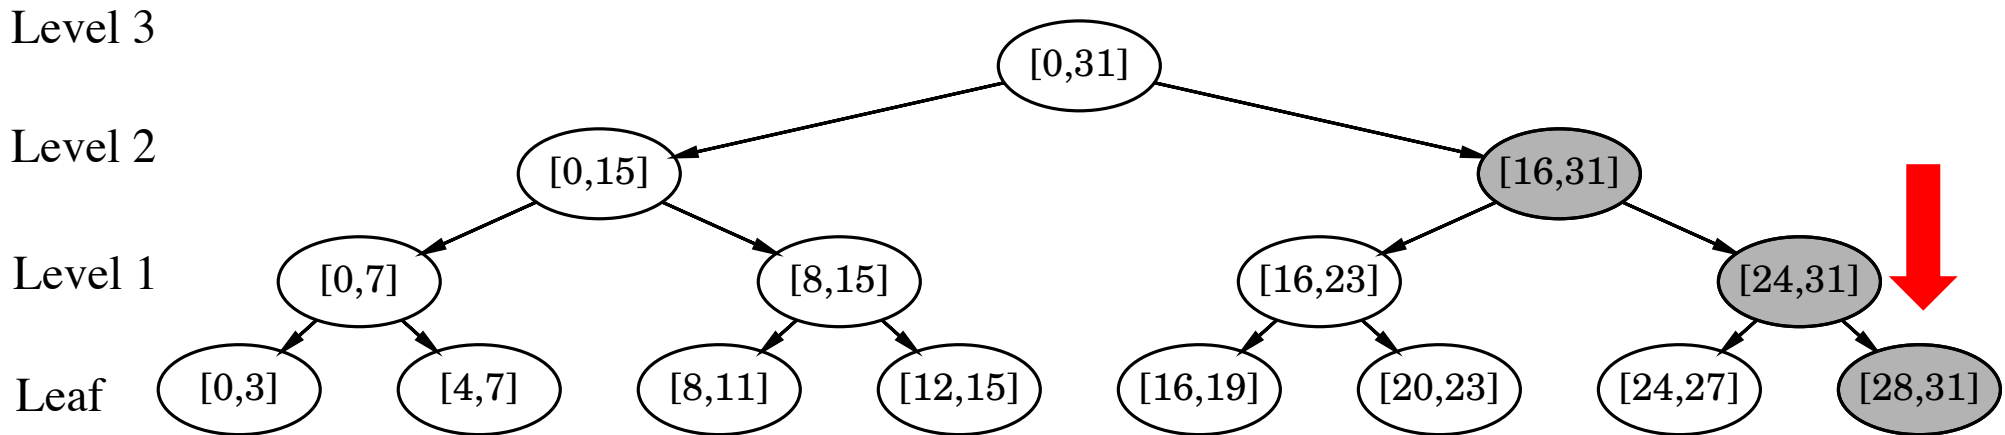 Level 3
[0,31]
Level 2
[0,15] [16,31]
Level 1
[0,7] [8,15] [16,23] [24,31]
Leaf
[0,3] [4,7] [8,11] [12,15] [16,19] [20,23] [24,27] [28,31]